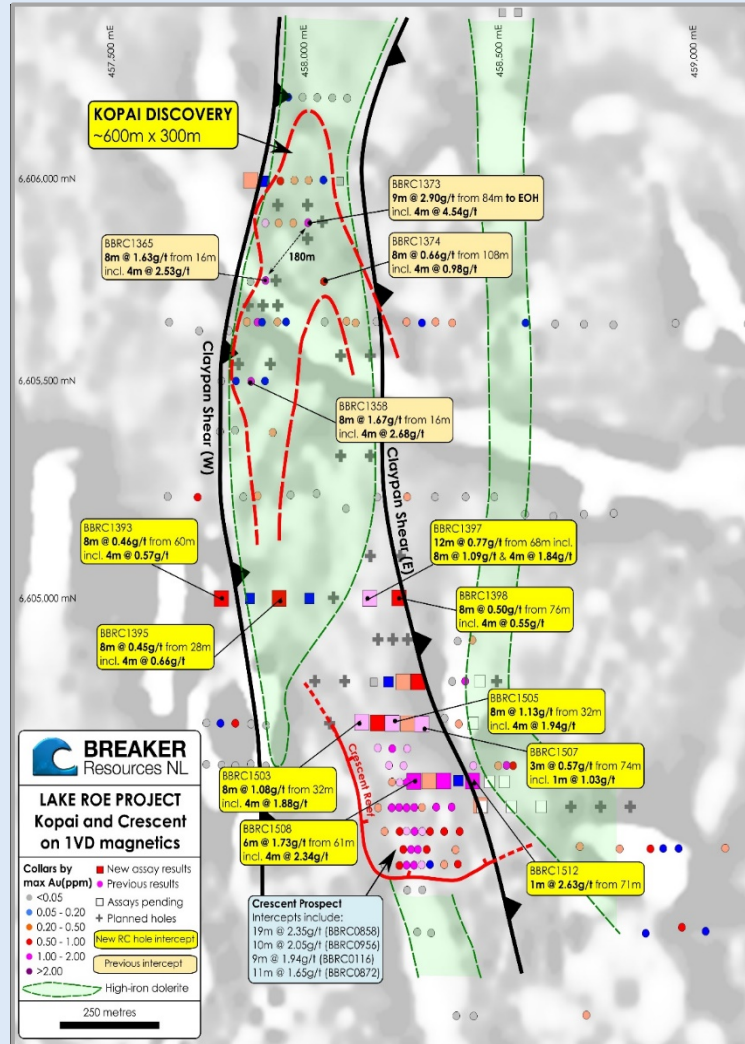 457,500 mE
458,000 mE
458,500 mE
459,000 mE
KOPAI DISCOVERY
~600m x 300m
6,606,000 mN
BBRC1373
9m @ 2.90g/t from 84m to EOH
incl. 4m @ 4.54g/t
BBRC1365
8m @ 1.63g/t from 16m
incl. 4m @ 2.53g/t
180m
BBRC1374
8m @ 0.66g/t from 108m
incl. 4m @ 0.98g/t
Claypan Shear (W)
6,605,500 mN
BBRC1358
8m @ 1.67g/t from 16m
incl. 4m @ 2.68g/t
Claypan Shear (E)
BBRC1393
8m @ 0.46g/t from 60m
incl. 4m @ 0.57g/t
BBRC1397
12m @ 0.77g/t from 68m incl.
8m @ 1.09g/t & 4m @ 1.84g/t
6,605,000 mN
BBRC1398
8m @ 0.50g/t from 76m
incl. 4m @ 0.55g/t
BBRC1395
8m @ 0.45g/t from 28m
incl. 4m @ 0.66g/t
BBRC1505
8m @ 1.13g/t from 32m
incl. 4m @ 1.94g/t
BBRC1507
3m @ 0.57g/t from 74m
incl. 1m @ 1.03g/t
Crescent Reef
BBRC1503
8m @ 1.08g/t from 32m
incl. 4m @ 1.88g/t
BBRC1508
6m @ 1.73g/t from 61m
incl. 4m @ 2.34g/t
BBRC1512
1m @ 2.63g/t from 71m
Crescent Prospect
Intercepts include:
19m @ 2.35g/t (BBRC0858)
10m @ 2.05g/t (BBRC0956)
9m @ 1.94g/t (BBRC0116)
11m @ 1.65g/t (BBRC0872)
BREAKER
Resources NL
LAKE ROE PROJECT
Kopai and Crescent
on 1VD magnetics
Collars by
max Au(ppm)
<0.05
0.05 - 0.20
0.20 - 0.50
0.50 - 1.00
1.00 - 2.00
>2.00
New assay results
Previous results
Assays pending
Planned holes
New RC hole intercept
Previous intercept
High-iron dolerite
250 metres